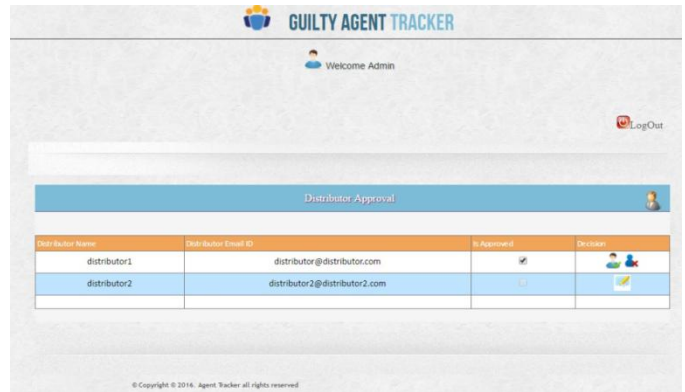 GUILTY AGENT TRACKER
Welcome Admin
LogOut
Distributor Approval
Distributor Name Distributor Email ID Is Approved Decision
distributor1 distributor@distributor.com
distributor2 distributor2@distributor2.com
© Copyright © 2016. Agent Tracker all rights reserved